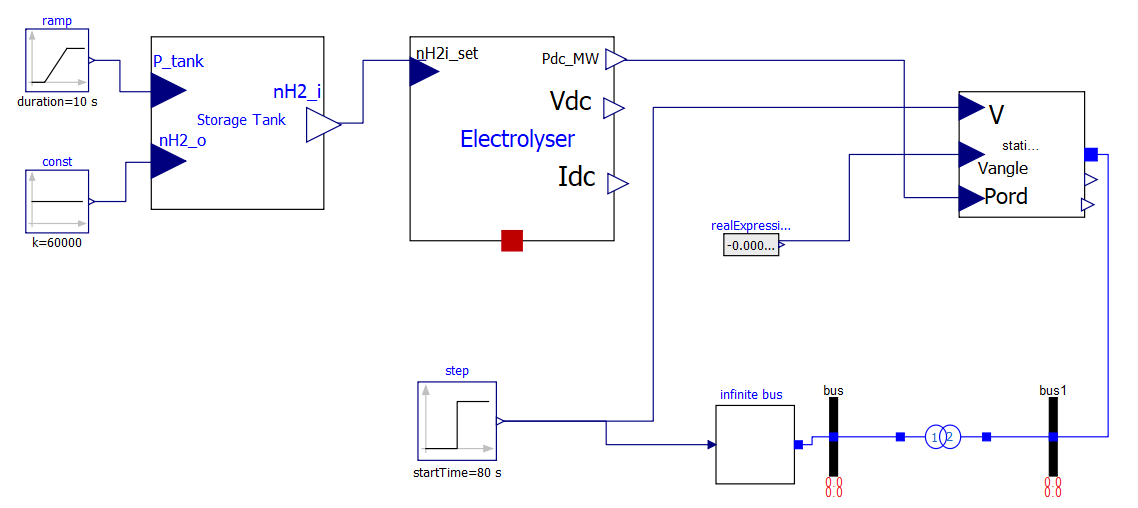 ramp
duration=10 s
P_tank
nH2_i
Storage Tank
nH2_o
const
k=60000
nH2i_set
Pdc_MW
Vdc
Electrolyser
Idc
V
stati...
Vangle
Pord
realExpressi...
-0.000...
step
startTime=80 s
infinite bus
bus
0.0
0.0
1
2
bus1
0.0
0.0